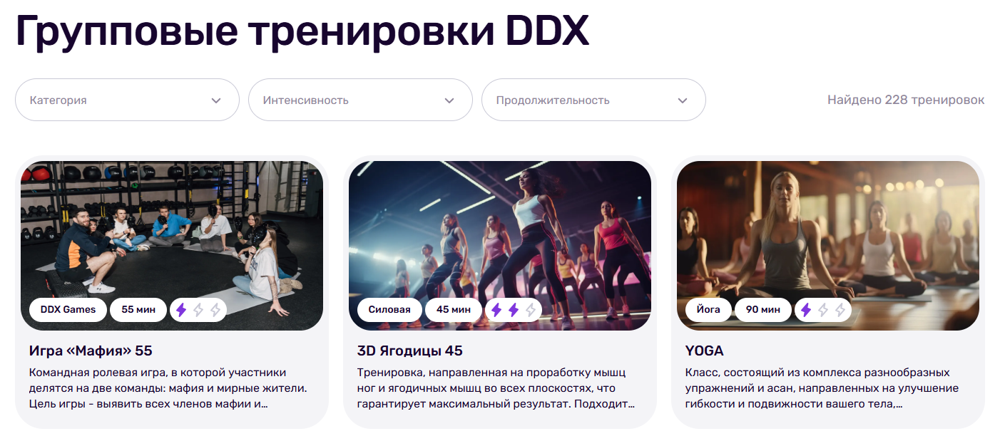 Групповые тренировки DDX
Категория
Интенсивность
Продолжительность
Найдено 228 тренировок
DDX Games
55 мин
Игра «Мафия» 55
Командная ролевая игра, в которой участники
делятся на две команды: мафия и мирные жители.
Цель игры - выявить всех членов мафии и…
Силовая
45 мин
3D Ягодицы 45
Тренировка, направленная на проработку мышц
ног и ягодичных мышц во всех плоскостях, что
гарантирует максимальный результат. Подходит…
Йога
90 мин
YOGA
Класс, состоящий из комплекса разнообразных
упражнений и асан, направленных на улучшение
гибкости и подвижности вашего тела,…